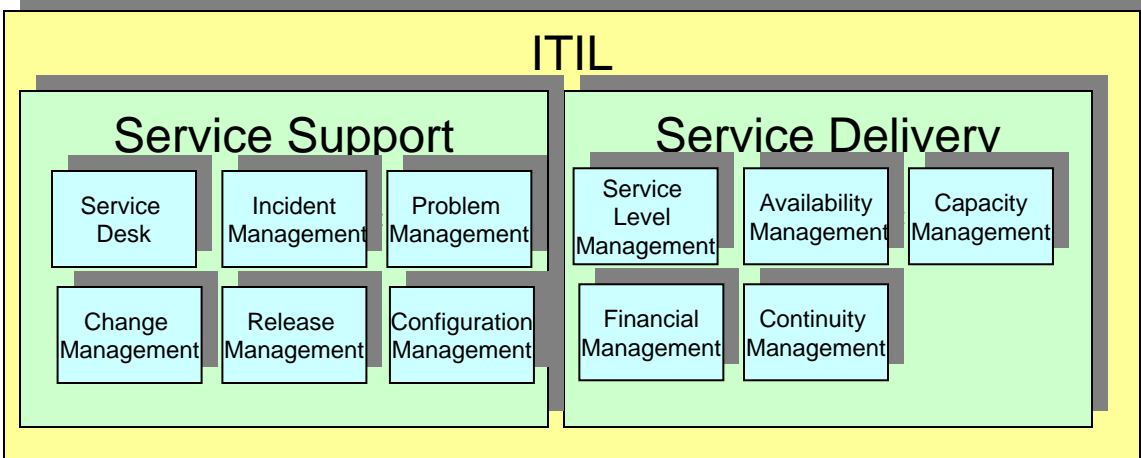 ITIL
Service Support
Service Desk
Incident Management
Problem Management
Change Management
Release Management
Configuration Management
Service Delivery
Service Level Management
Availability Management
Capacity Management
Financial Management
Continuity Management